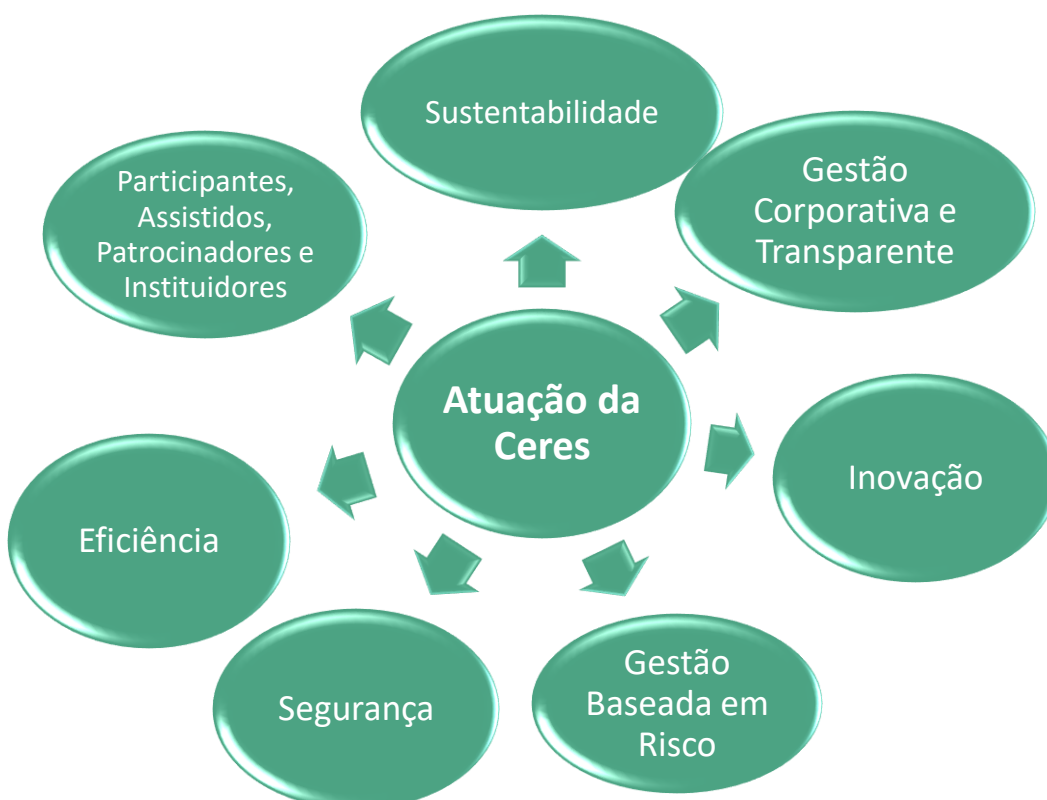 Sustentabilidade
Gestão
Corporativa e
Transparente
Participantes,
Assistidos,
Patrocinadores e
Instituidores
Atuação da
Ceres
Inovação
Eficiência
Segurança
Gestão
Baseada em
Risco